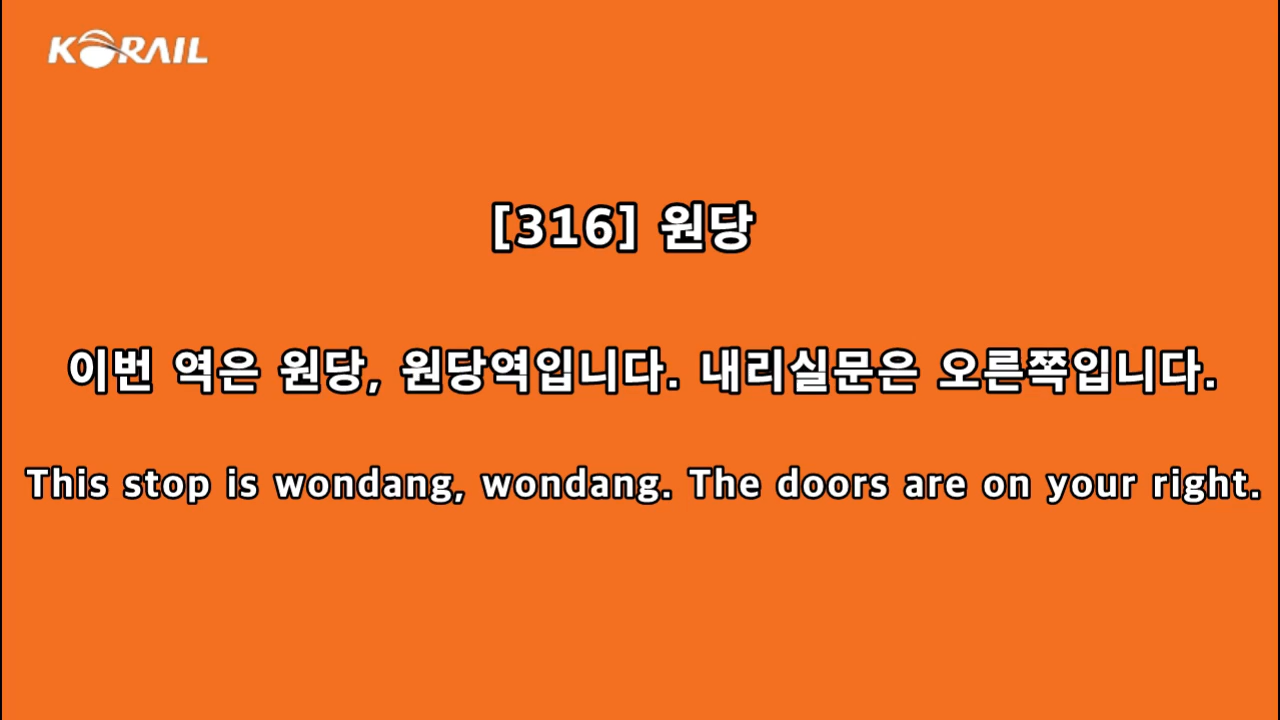 KORAIL
[316] 원당
이번 역은 원당, 원당역입니다. 내리실문은 오른쪽입니다.
This stop is wondang, wondang. The doors are on your right.